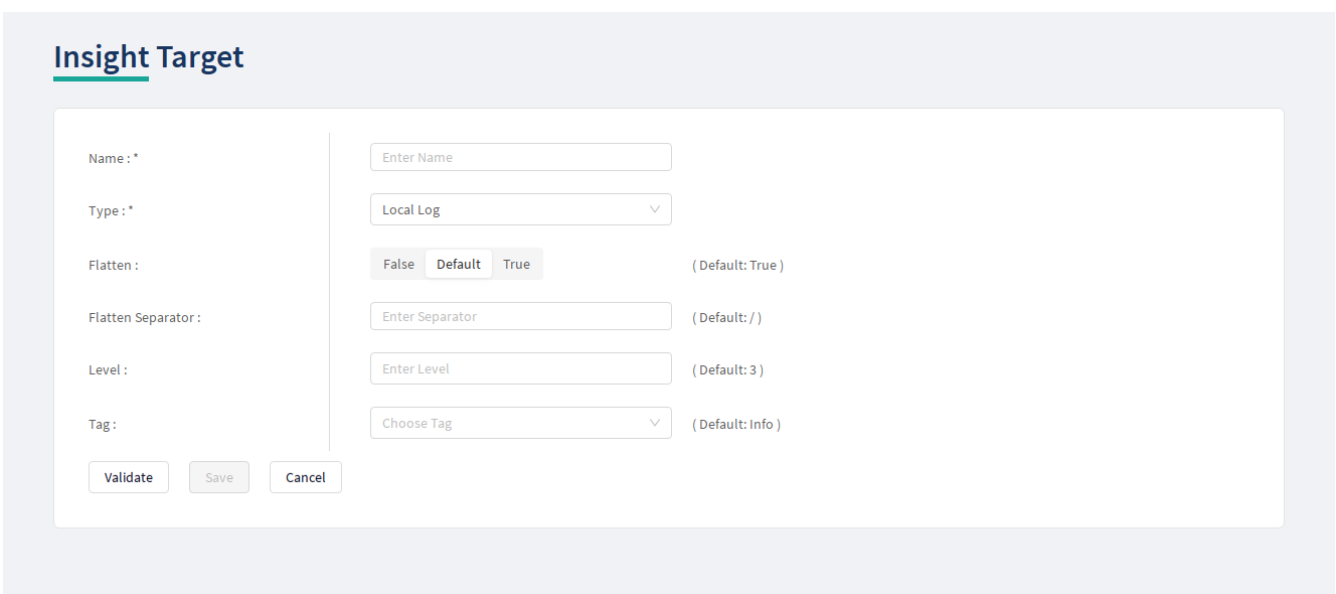 Insight Target
Name : * Enter Name
Type : * Local Log
Flatten : False Default True ( Default: True )
Flatten Separator : Enter Separator ( Default: / )
Level : Enter Level ( Default: 3 )
Tag : Choose Tag ( Default: Info )
Validate Save Cancel